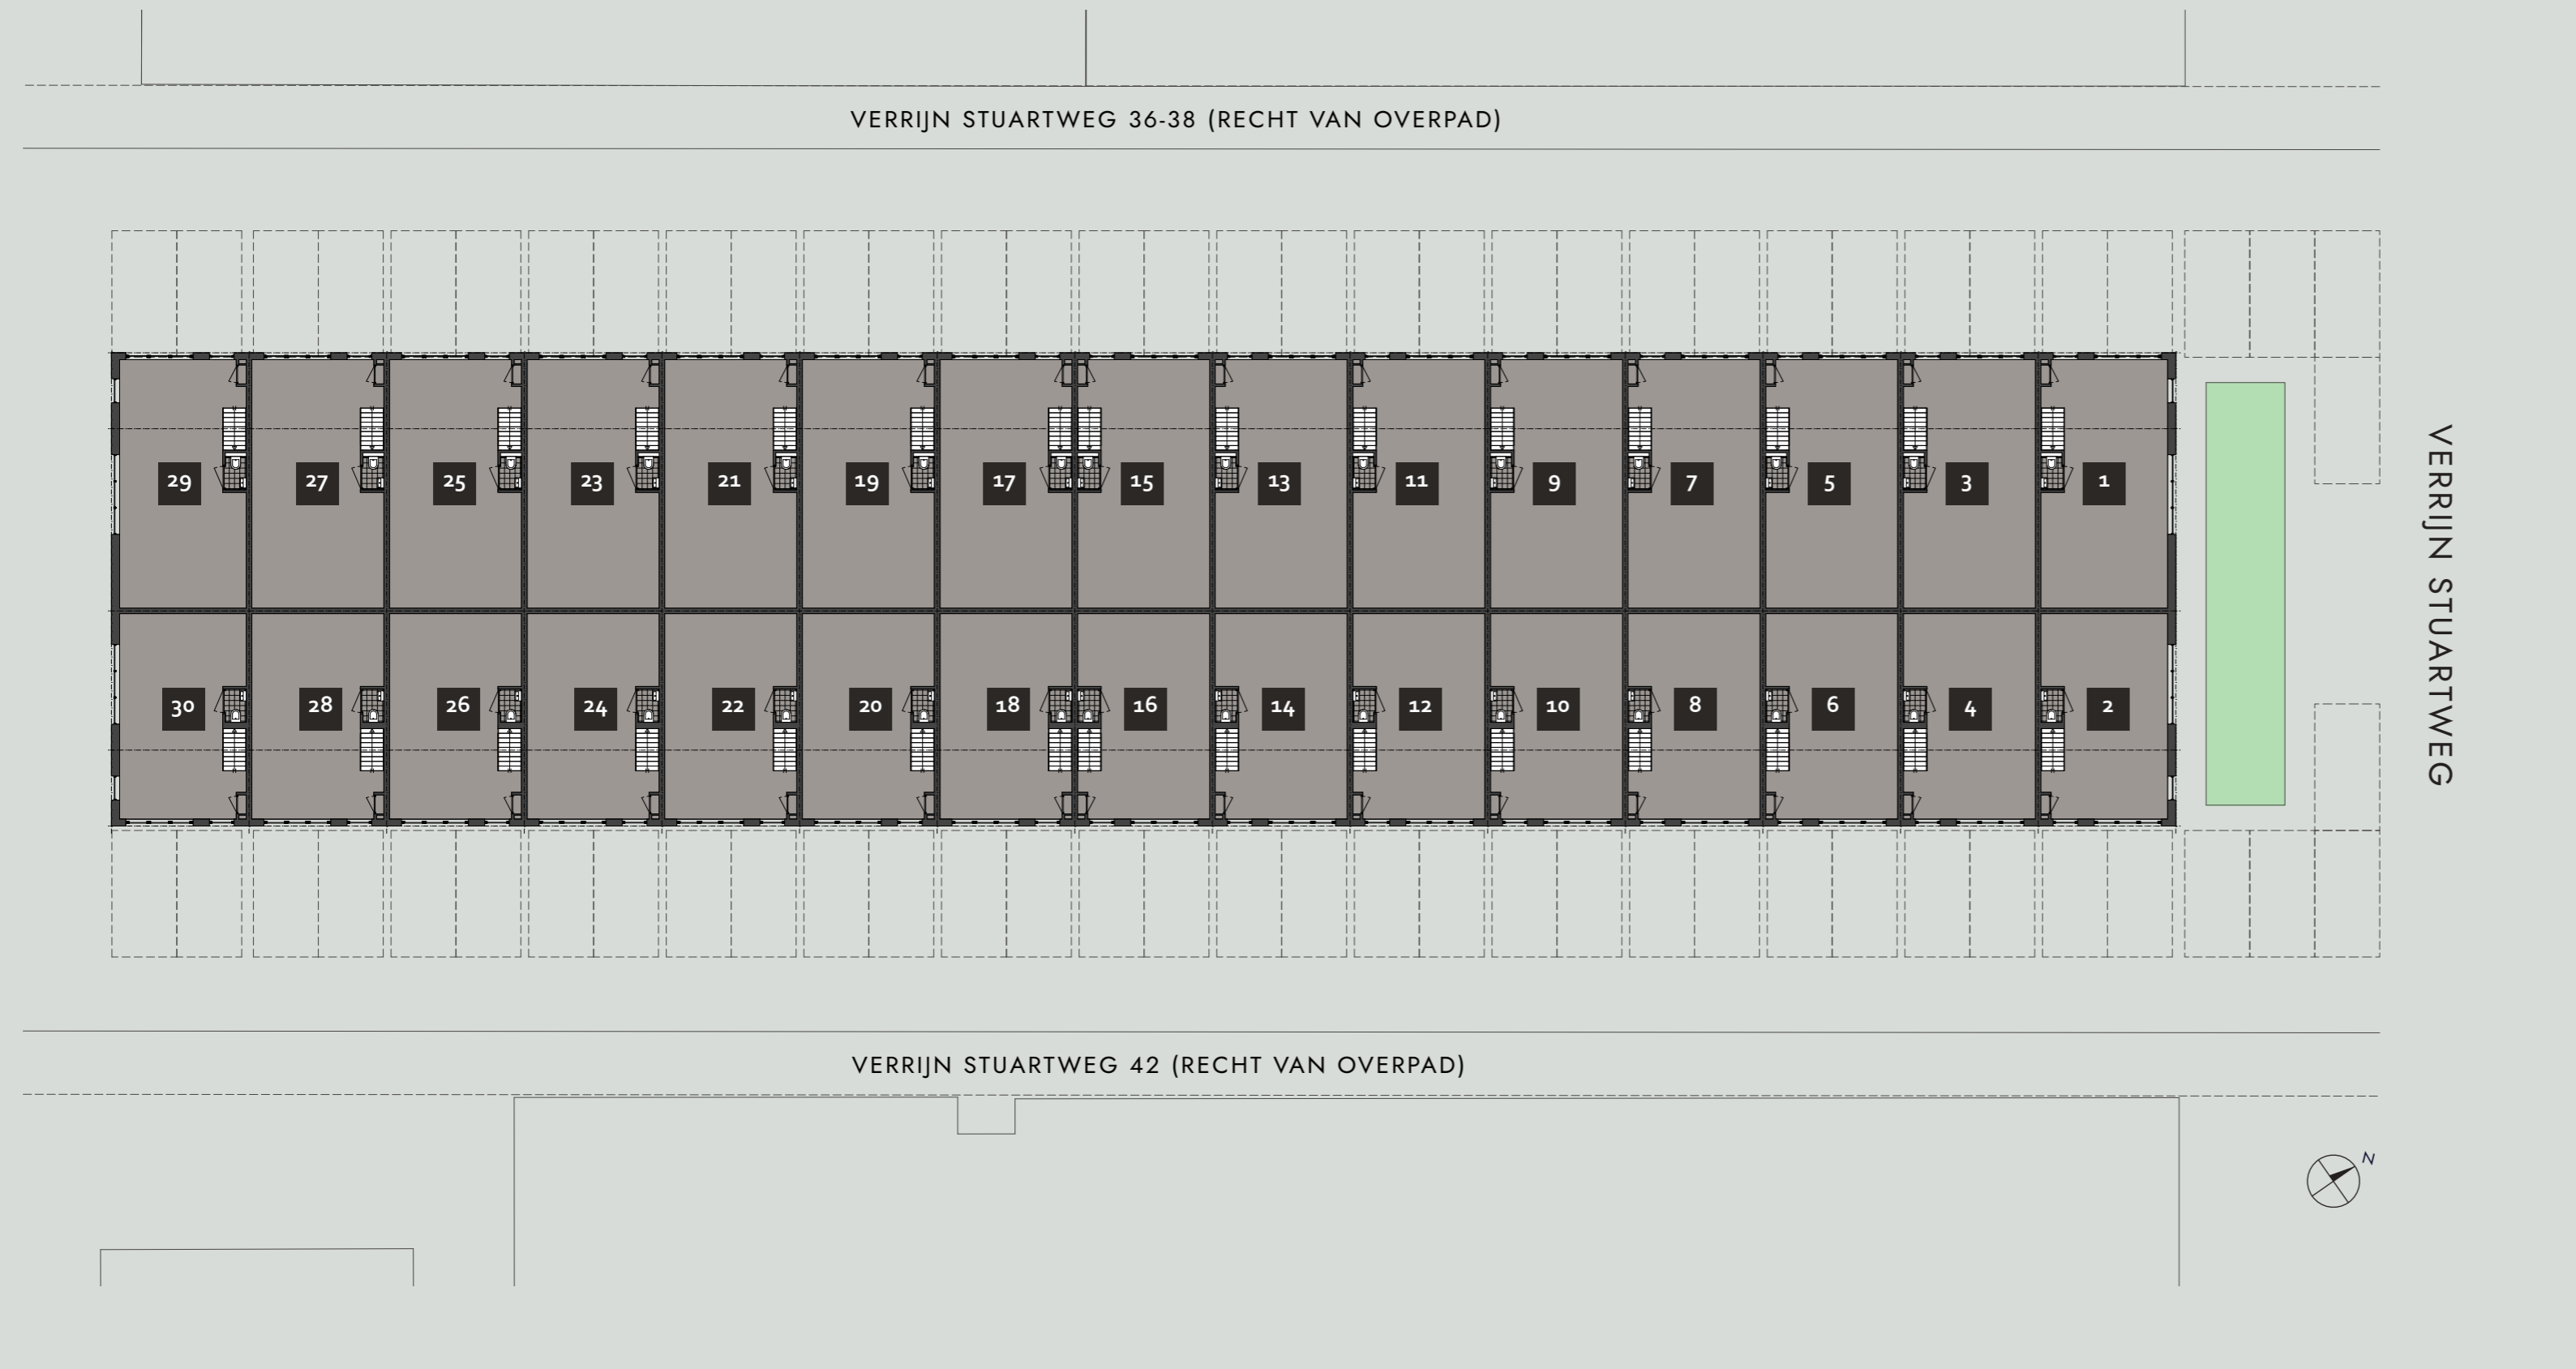 VERRIJN STUARTWEG 36-38 (RECHT VAN OVERPAD)
29 27 25 23 21 19 17 15 13 11 9 7 5 3 1
VERRIJN STUARTWEG
30 28 26 24 22 20 18 16 14 12 10 8 6 4 2
VERRIJN STUARTWEG 42 (RECHT VAN OVERPAD)
N